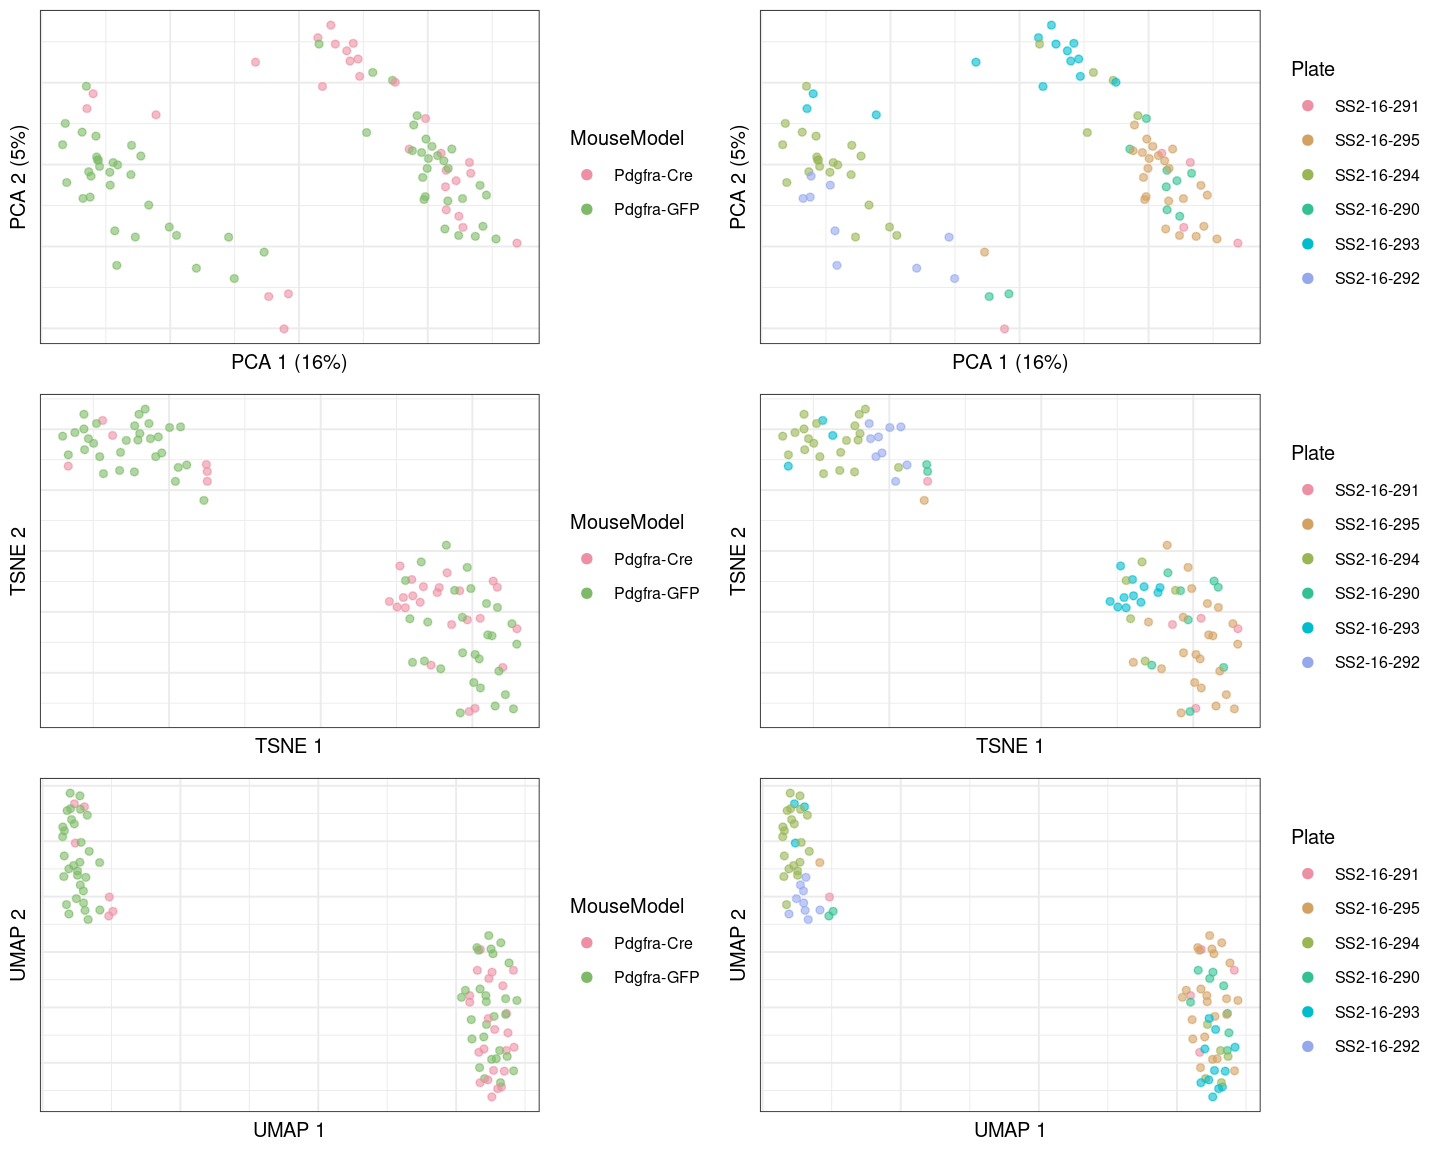 PCA 2 (5%)
PCA 1 (16%)
MouseModel
Pdgfra-Cre
Pdgfra-GFP
PCA 2 (5%)
PCA 1 (16%)
Plate
SS2-16-291
SS2-16-295
SS2-16-294
SS2-16-290
SS2-16-293
SS2-16-292
TSNE 2
TSNE 1
MouseModel
Pdgfra-Cre
Pdgfra-GFP
TSNE 2
TSNE 1
Plate
SS2-16-291
SS2-16-295
SS2-16-294
SS2-16-290
SS2-16-293
SS2-16-292
UMAP 2
UMAP 1
MouseModel
Pdgfra-Cre
Pdgfra-GFP
UMAP 2
UMAP 1
Plate
SS2-16-291
SS2-16-295
SS2-16-294
SS2-16-290
SS2-16-293
SS2-16-292